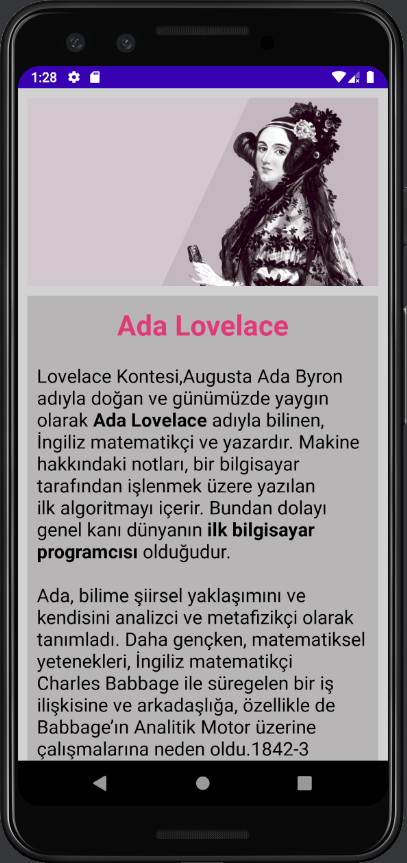 1:28
Ada Lovelace
Lovelace Kontesi,Augusta Ada Byron
adıyla doğan ve günümüzde yaygın
olarak Ada Lovelace adıyla bilinen,
İngiliz matematikçi ve yazardır. Makine
hakkındaki notları, bir bilgisayar
tarafından işlenmek üzere yazılan
ilk algoritmayı içerir. Bundan dolayı
genel kanı dünyanın ilk bilgisayar
programcısı olduğudur.
Ada, bilime şiirsel yaklaşımını ve
kendisini analizci ve metafizikçi olarak
tanımladı. Daha gençken, matematiksel
yetenekleri, İngiliz matematikçi
Charles Babbage ile süregelen bir iş
ilişkisine ve arkadaşlığa, özellikle de
Babbage’ın Analitik Motor üzerine
çalışmalarına neden oldu.1842-3